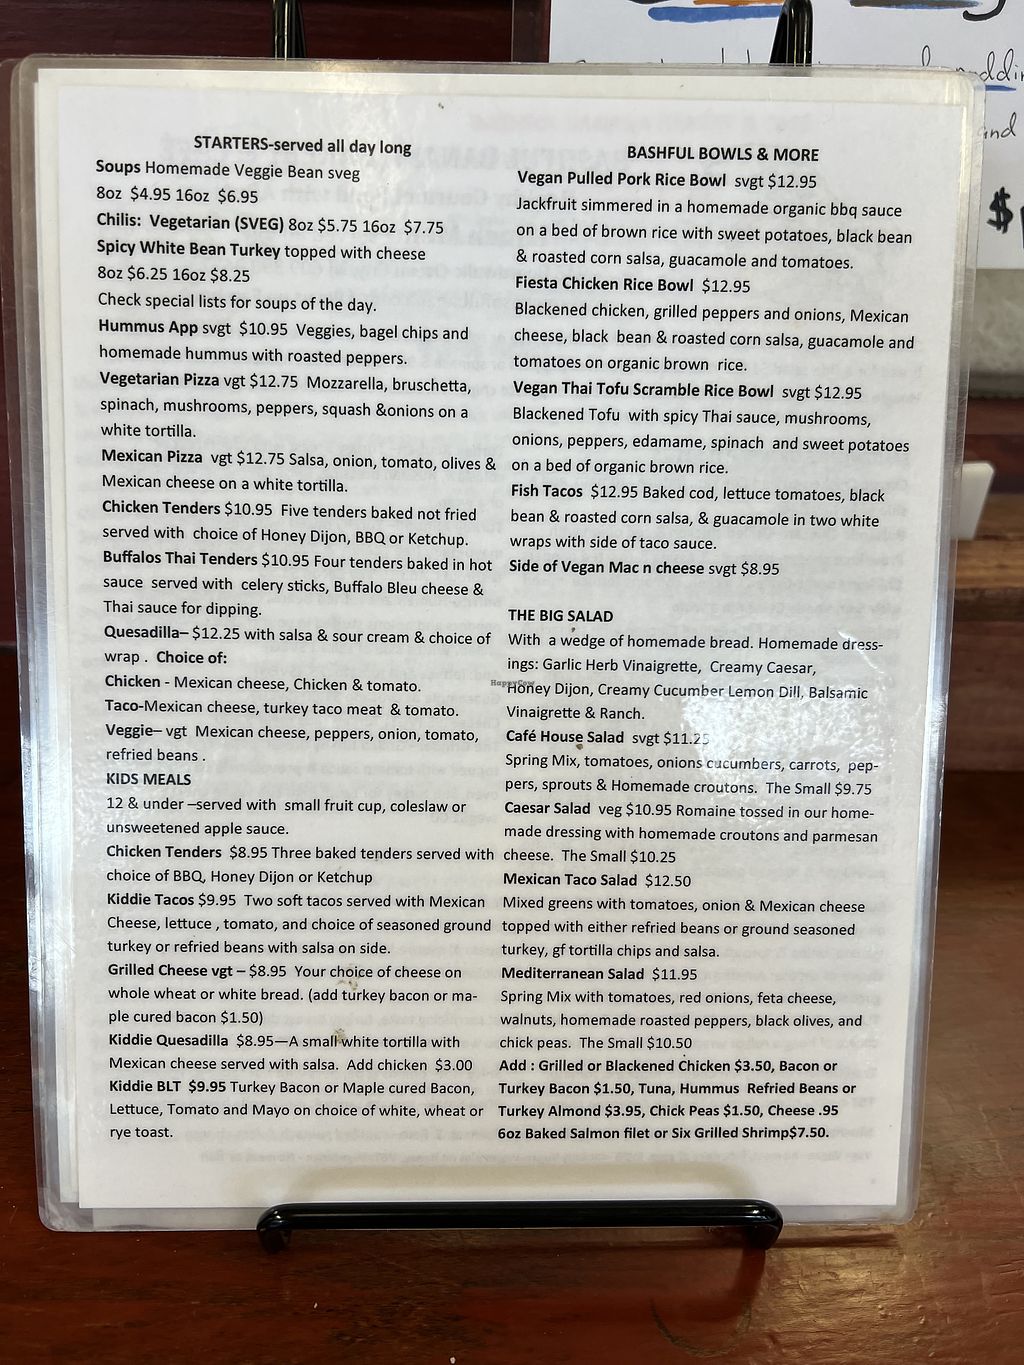 STARTERS-served all day long
Soups Homemade Veggie Bean sveg
8oz $4.95 16oz $6.95
Chilis: Vegetarian (SVEG) 8oz $5.75 16oz $7.75
Spicy White Bean Turkey topped with cheese
8oz $6.25 16oz $8.25
Check special lists for soups of the day.
Hummus App svgt $10.95 Veggies, bagel chips and
homemade hummus with roasted peppers.
Vegetarian Pizza vgt $12.75 Mozzarella, bruschetta,
spinach, mushrooms, peppers, squash &onions on a
white tortilla.
Mexican Pizza vgt $12.75 Salsa, onion, tomato, olives &
Mexican cheese on a white tortilla.
Chicken Tenders $10.95 Five tenders baked not fried
served with choice of Honey Dijon, BBQ or Ketchup.
Buffalos Thai Tenders $10.95 Four tenders baked in hot
sauce served with celery sticks, Buffalo Bleu cheese &
Thai sauce for dipping.
Quesadilla– $12.25 with salsa & sour cream & choice of
wrap . Choice of:
Chicken - Mexican cheese, Chicken & tomato.
Taco-Mexican cheese, turkey taco meat & tomato.
Veggie– vgt Mexican cheese, peppers, onion, tomato,
refried beans .
KIDS MEALS
12 & under –served with small fruit cup, coleslaw or
unsweetened apple sauce.
Chicken Tenders $8.95 Three baked tenders served with
choice of BBQ, Honey Dijon or Ketchup
Kiddie Tacos $9.95 Two soft tacos served with Mexican
Cheese, lettuce , tomato, and choice of seasoned ground
turkey or refried beans with salsa on side.
Grilled Cheese vgt – $8.95 Your choice of cheese on
whole wheat or white bread. (add turkey bacon or ma-
ple cured bacon $1.50)
Kiddie Quesadilla $8.95—A small white tortilla with
Mexican cheese served with salsa. Add chicken $3.00
Kiddie BLT $9.95 Turkey Bacon or Maple cured Bacon,
Lettuce, Tomato and Mayo on choice of white, wheat or
rye toast.
BASHFUL BOWLS & MORE
Vegan Pulled Pork Rice Bowl svgt $12.95
Jackfruit simmered in a homemade organic bbq sauce
on a bed of brown rice with sweet potatoes, black bean
& roasted corn salsa, guacamole and tomatoes.
Fiesta Chicken Rice Bowl $12.95
Blackened chicken, grilled peppers and onions, Mexican
cheese, black bean & roasted corn salsa, guacamole and
tomatoes on organic brown rice.
Vegan Thai Tofu Scramble Rice Bowl svgt $12.95
Blackened Tofu with spicy Thai sauce, mushrooms,
onions, peppers, edamame, spinach and sweet potatoes
on a bed of organic brown rice.
Fish Tacos $12.95 Baked cod, lettuce tomatoes, black
bean & roasted corn salsa, & guacamole in two white
wraps with side of taco sauce.
Side of Vegan Mac n cheese svgt $8.95
THE BIG SALAD
With a wedge of homemade bread. Homemade dress-
ings: Garlic Herb Vinaigrette, Creamy Caesar,
Honey Dijon, Creamy Cucumber Lemon Dill, Balsamic
Vinaigrette & Ranch.
Café House Salad svgt $11.25
Spring Mix, tomatoes, onions cucumbers, carrots, pep-
pers, sprouts & Homemade croutons. The Small $9.75
Caesar Salad veg $10.95 Romaine tossed in our home-
made dressing with homemade croutons and parmesan
cheese. The Small $10.25
Mexican Taco Salad $12.50
Mixed greens with tomatoes, onion & Mexican cheese
topped with either refried beans or ground seasoned
turkey, gf tortilla chips and salsa.
Mediterranean Salad $11.95
Spring Mix with tomatoes, red onions, feta cheese,
walnuts, homemade roasted peppers, black olives, and
chick peas. The Small $10.50
Add : Grilled or Blackened Chicken $3.50, Bacon or
Turkey Bacon $1.50, Tuna, Hummus Refried Beans or
Turkey Almond $3.95, Chick Peas $1.50, Cheese .95
6oz Baked Salmon filet or Six Grilled Shrimp$7.50.
HappyCow
and
$